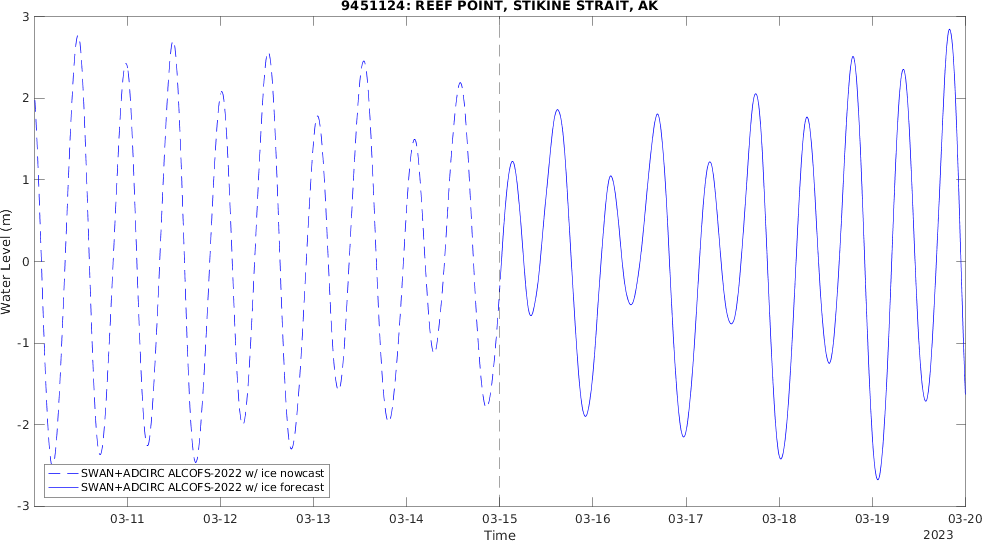 9451124: REEF POINT, STIKINE STRAIT, AK
Water Level (m)
3
2
1
0
-1
-2
-3
SWAN+ADCIRC ALCOFS-2022 w/ ice nowcast
SWAN+ADCIRC ALCOFS-2022 w/ ice forecast
03-11 03-12 03-13 03-14 03-15 03-16 03-17 03-18 03-19 03-20
Time
2023